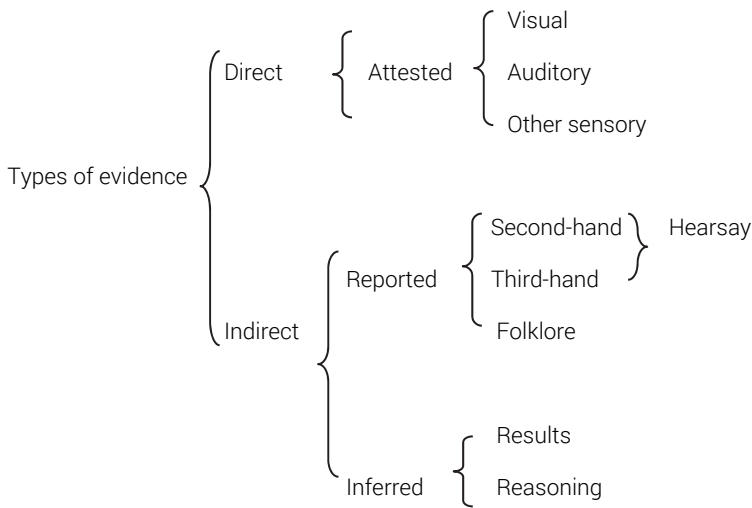 Visual
Direct Attested Auditory
Other sensory
Types of evidence
Second-hand Hearsay
Reported Third-hand
Indirect Folklore
Results
Inferred Reasoning